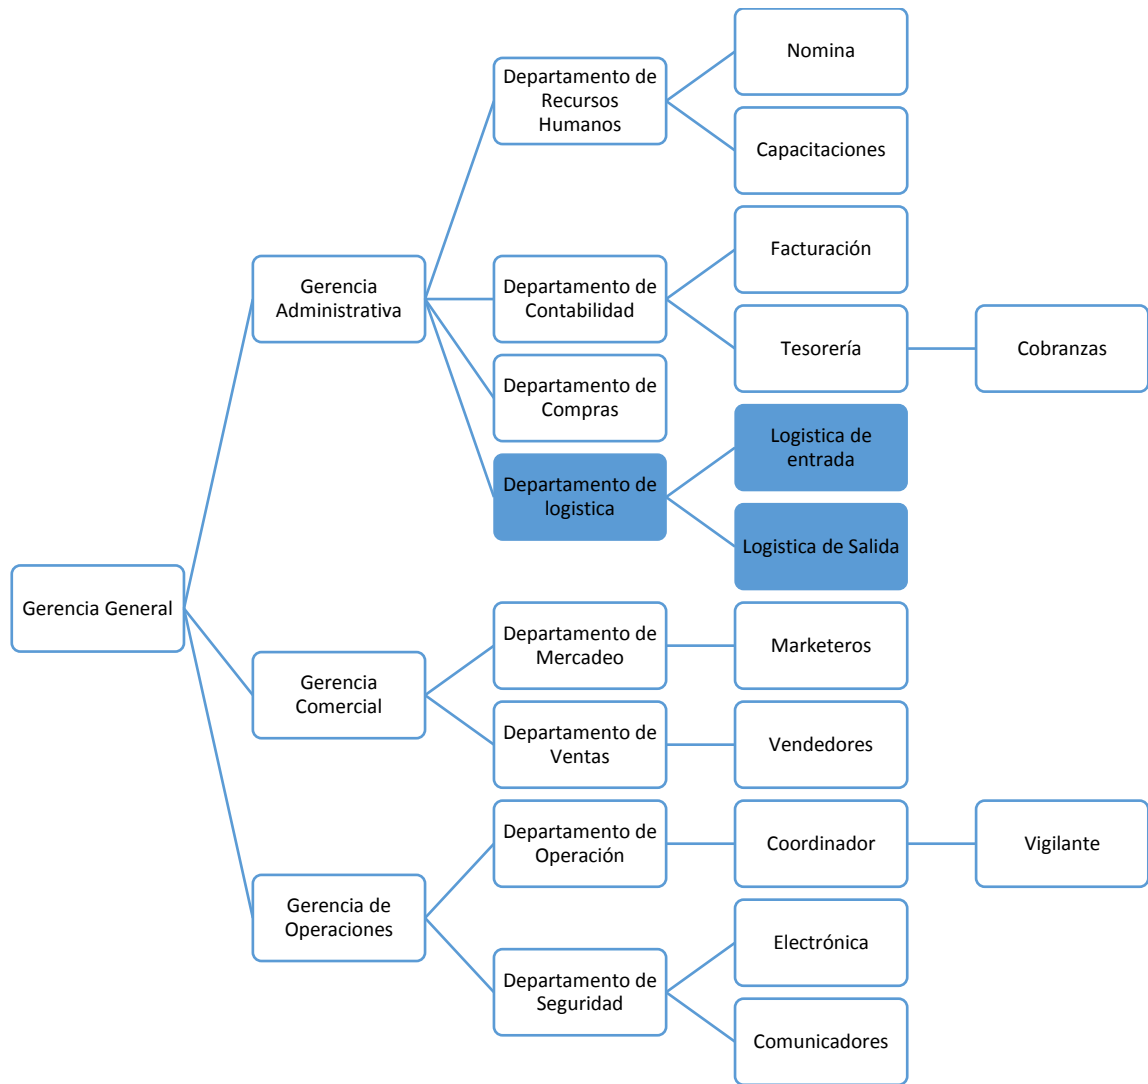 Nomina
Departamento de
Recursos
Humanos
Capacitaciones
Facturación
Gerencia
Administrativa
Departamento de
Contabilidad
Tesorería
Cobranzas
Departamento de
Compras
Logistica de
entrada
Departamento de
logistica
Logistica de Salida
Gerencia General
Departamento de
Mercadeo
Marketeros
Gerencia
Comercial
Departamento de
Ventas
Vendedores
Departamento de
Operación
Coordinador
Vigilante
Gerencia de
Operaciones
Electrónica
Departamento de
Seguridad
Comunicadores